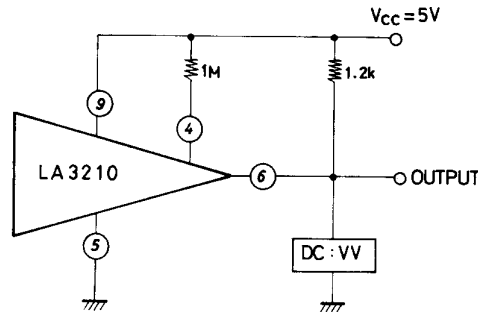 VCC = 5V
1M
1.2k
9
4
LA3210
6
OUTPUT
5
DC : VV